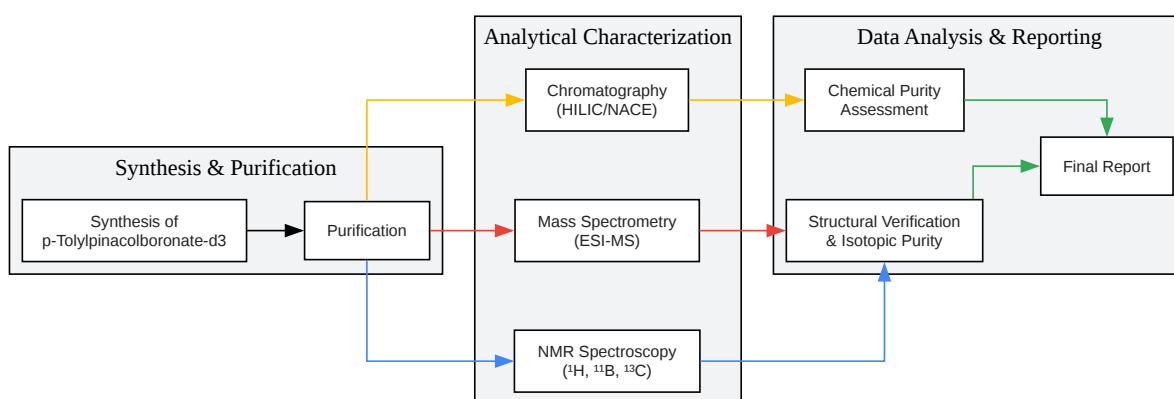 Synthesis & Purification
Synthesis of
p-Tolylpinacolboronate-d3
Purification
Analytical Characterization
Chromatography
(HILIC/NACE)
Mass Spectrometry
(ESI-MS)
NMR Spectroscopy
(¹H, ¹¹B, ¹³C)
Data Analysis & Reporting
Chemical Purity
Assessment
Structural Verification
& Isotopic Purity
Final Report